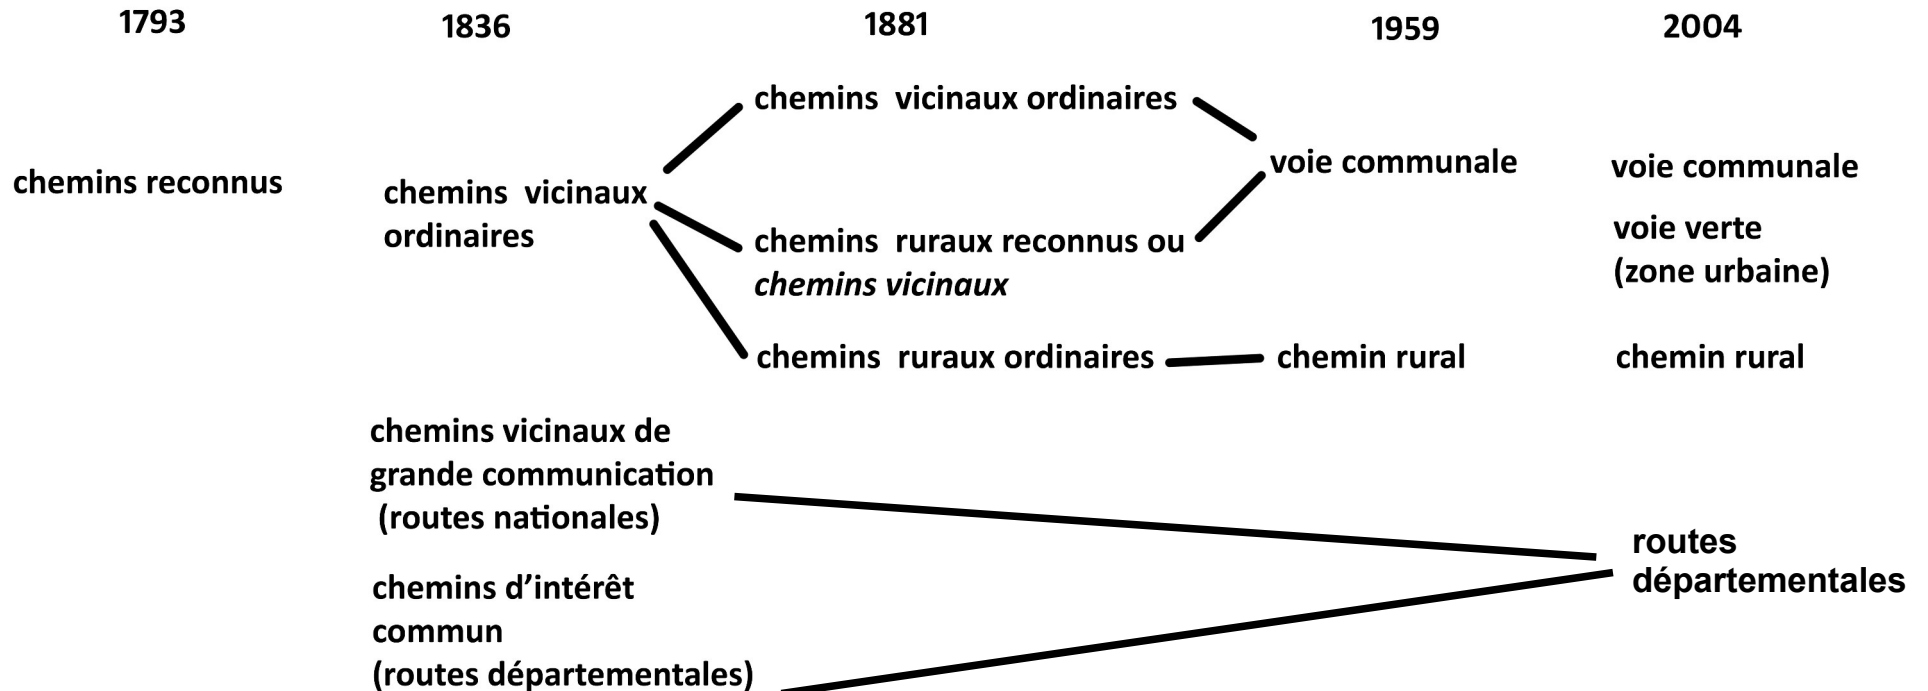 1793
1836
1881
1959
2004
chemins reconnus
chemins vicinaux
ordinaires
chemins vicinaux ordinaires
chemins ruraux reconnus ou
chemins vicinaux
chemins ruraux ordinaires
voie communale
chemin rural
voie communale
voie verte
(zone urbaine)
chemin rural
chemins vicinaux de
grande communication
(routes nationales)
chemins d’intérêt
commun
(routes départementales)
routes
départementales